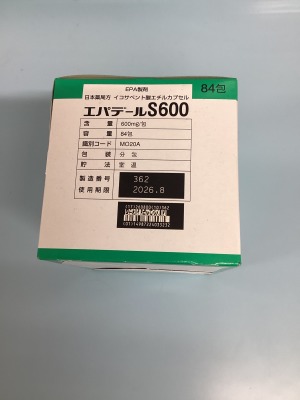 EPA製剤
84包
日本薬局方 イコサペント酸エチルカプセル
エパデールS600
含量 600mg/包
容量 84包
識別コード MO20A
包装 分包
貯法 室温
製造番号 362
使用期限 2026.8